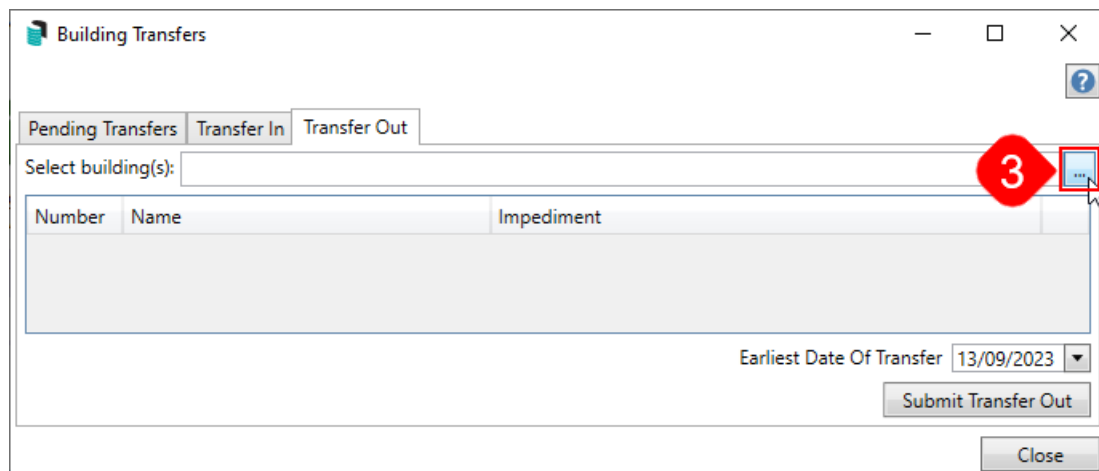 Building Transfers
?
Pending Transfers Transfer In Transfer Out
Select building(s): 3 ...
Number Name Impediment
Earliest Date Of Transfer 13/09/2023
Submit Transfer Out
Close